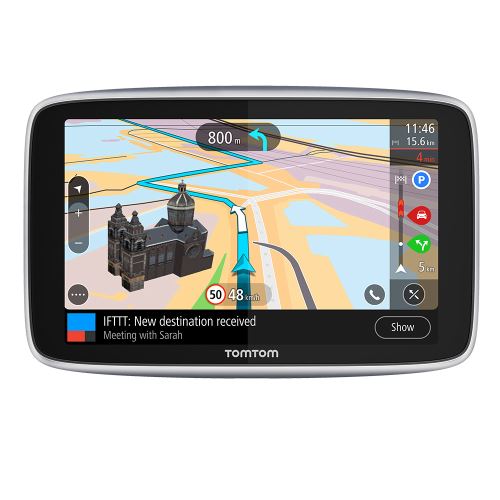 800 m
11:46
15.6 km
4 min
P
+
−
5 km
50 48 km/h
IFTTT: New destination received
Meeting with Sarah
Show
TOMTOM